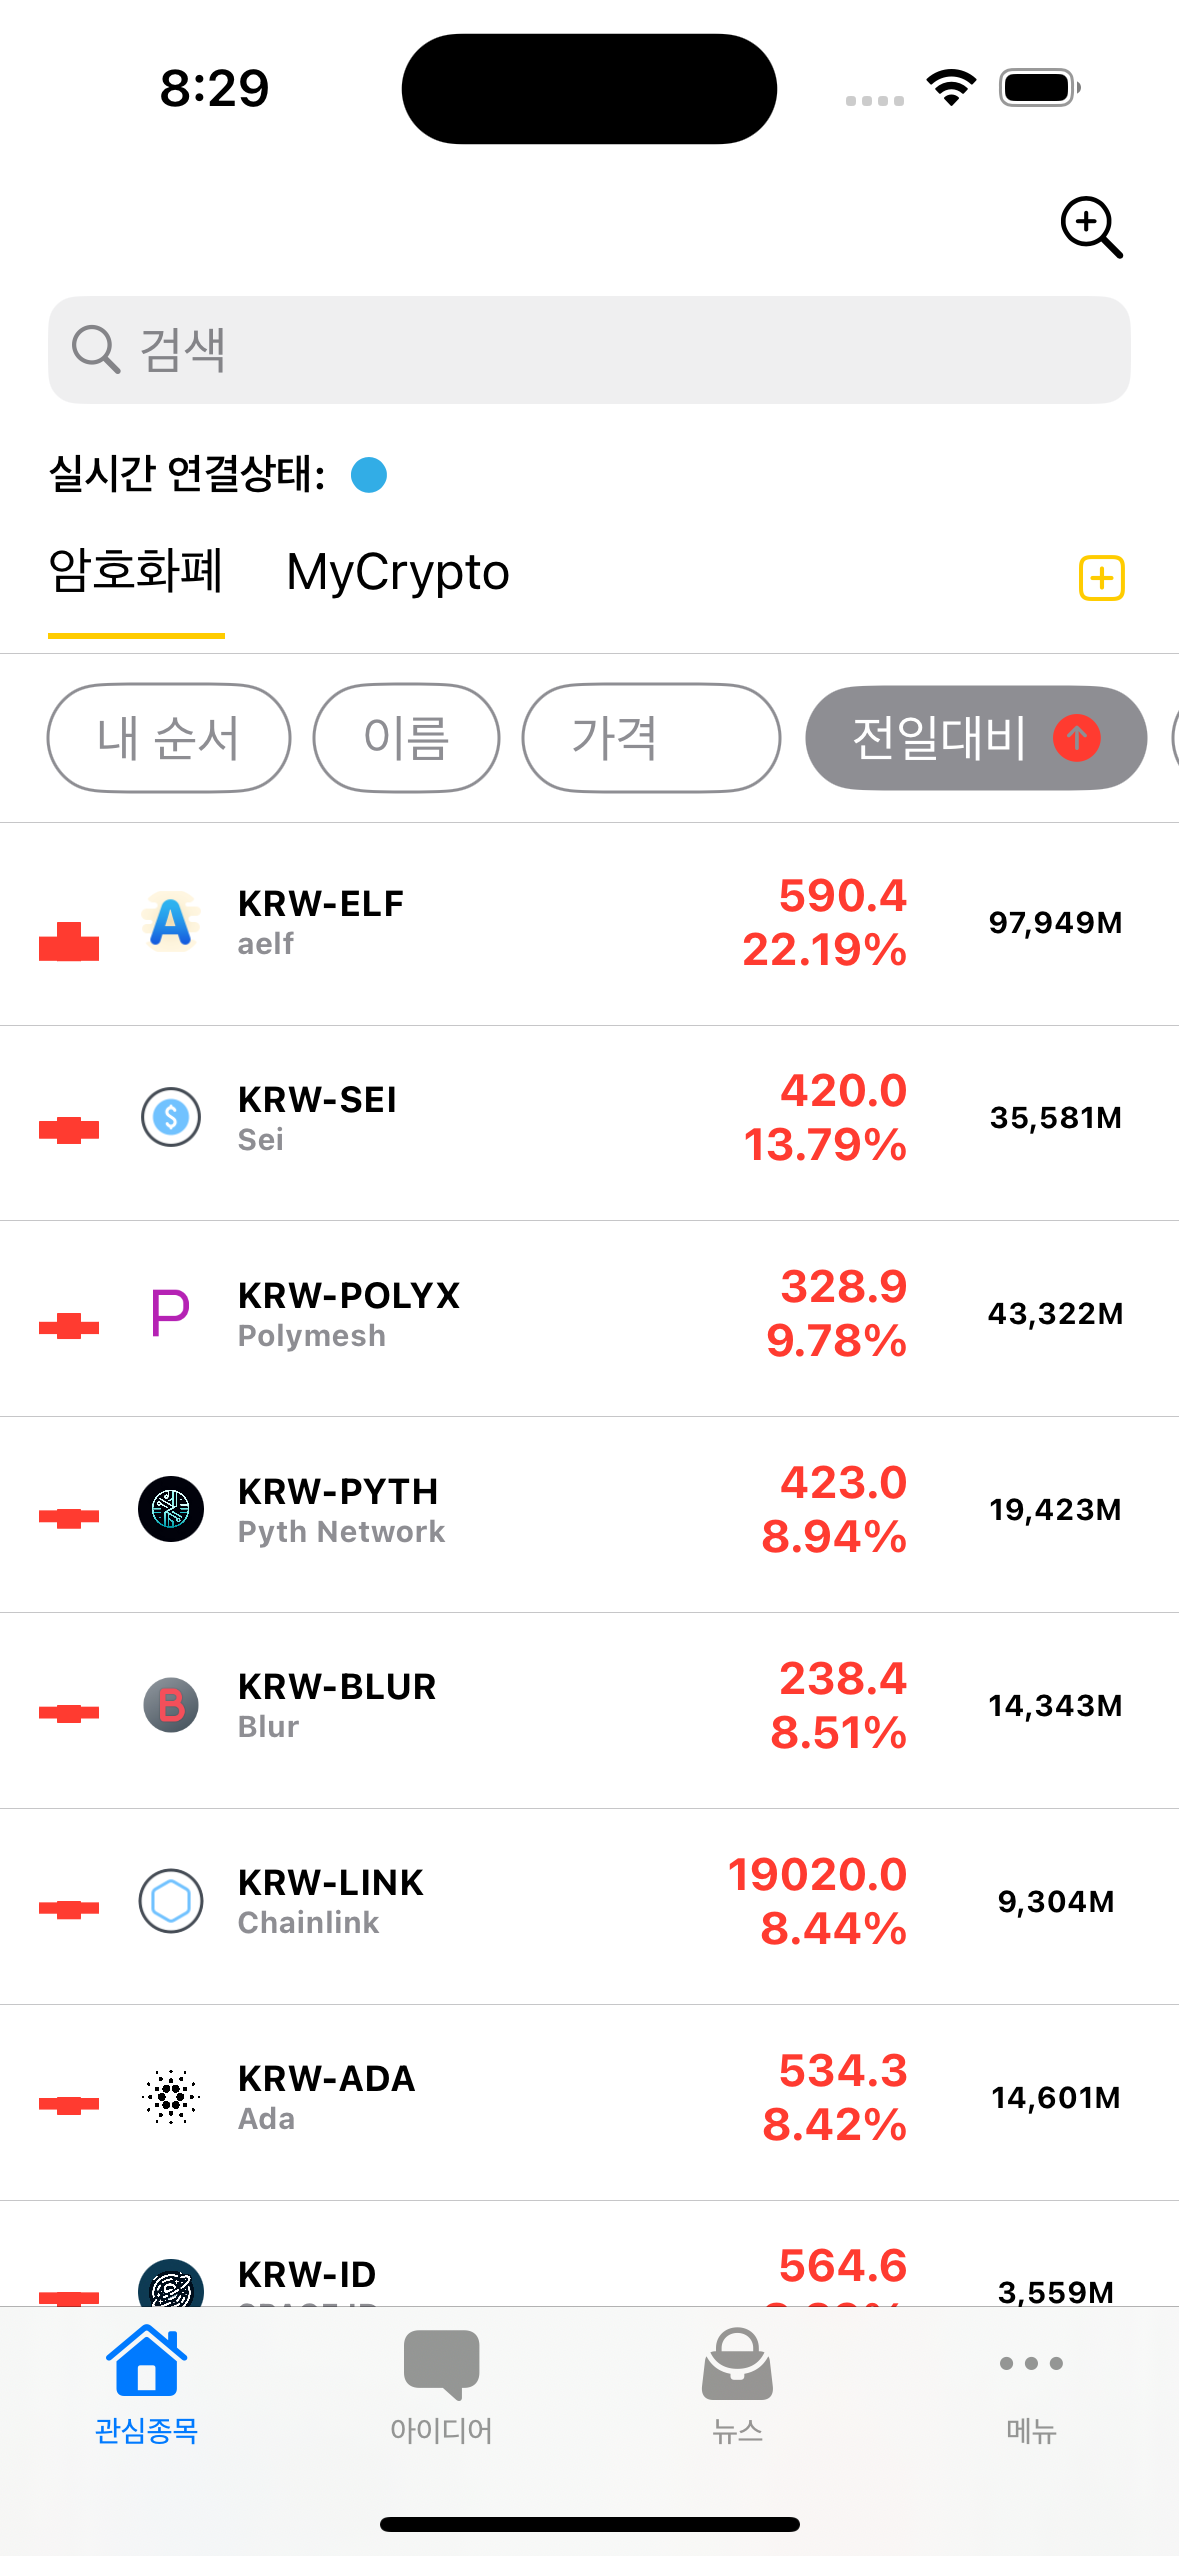 8:29
검색
실시간 연결상태:
암호화폐 MyCrypto
내 순서 이름 가격 전일대비
KRW-ELF 590.4 97,949M
aelf 22.19%
KRW-SEI 420.0 35,581M
Sei 13.79%
KRW-POLYX 328.9 43,322M
Polymesh 9.78%
KRW-PYTH 423.0 19,423M
Pyth Network 8.94%
KRW-BLUR 238.4 14,343M
Blur 8.51%
KRW-LINK 19020.0 9,304M
Chainlink 8.44%
KRW-ADA 534.3 14,601M
Ada 8.42%
KRW-ID 564.6 3,559M
관심종목 아이디어 뉴스 메뉴